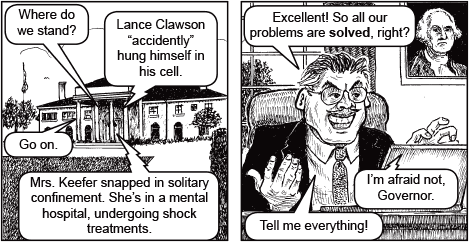 Where do
we stand?
Lance Clawson
“accidently”
hung himself in
his cell.
Go on.
Mrs. Keefer snapped in solitary
confinement. She’s in a mental
hospital, undergoing shock
treatments.
Excellent! So all our
problems are solved, right?
I’m afraid not,
Governor.
Tell me everything!